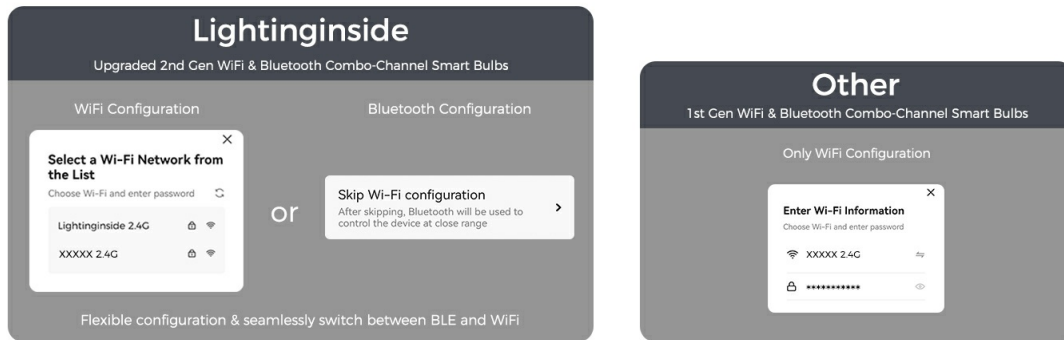 Lightinginside
Upgraded 2nd Gen WiFi & Bluetooth Combo-Channel Smart Bulbs
WiFi Configuration
Select a Wi-Fi Network from
the List
Choose Wi-Fi and enter password
Lightinginside 2.4G
XXXXX 2.4G
or
Bluetooth Configuration
Skip Wi-Fi configuration
After skipping, Bluetooth will be used to
control the device at close range
Flexible configuration & seamlessly switch between BLE and WiFi
Other
1st Gen WiFi & Bluetooth Combo-Channel Smart Bulbs
Only WiFi Configuration
Enter Wi-Fi Information
Choose Wi-Fi and enter password
XXXXX 2.4G
***********